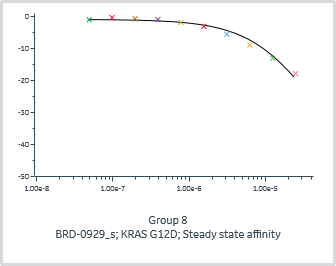 0
-10
-20
-30
-40
-50
1.00e-8
1.00e-7
1.00e-6
1.00e-5
Group 8
BRD-0929_s; KRAS G12D; Steady state affinity